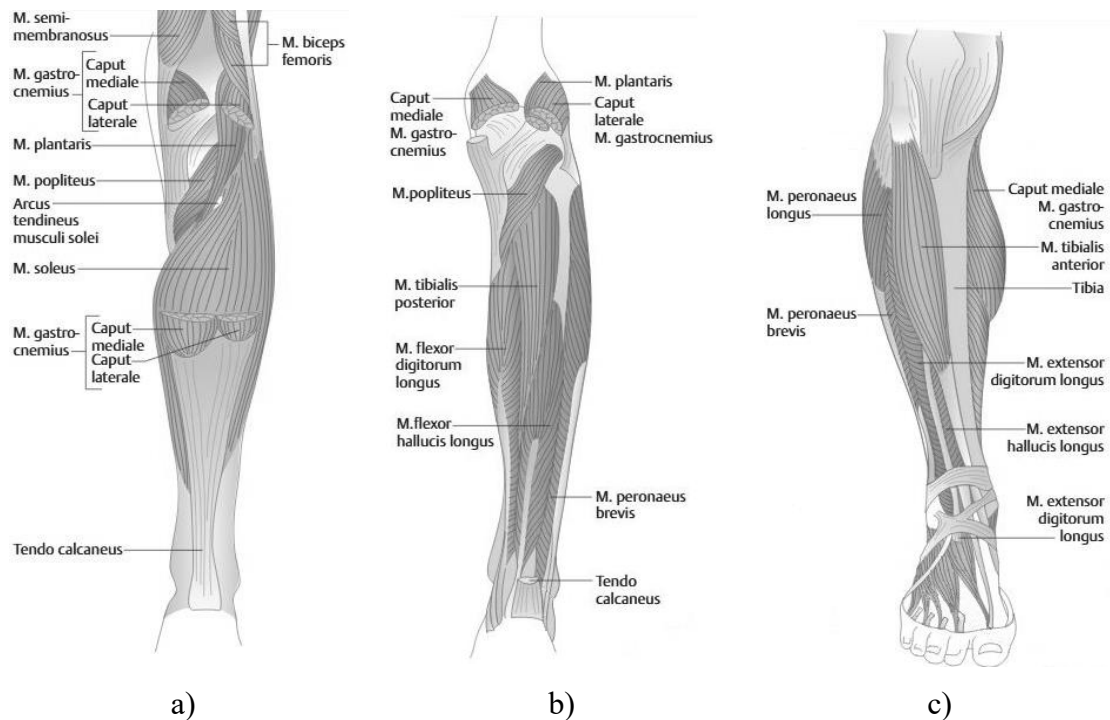 M. semi-
membranosus
M. biceps
femoris
M. gastro-
cnemius
Caput
mediale
Caput
laterale
M. plantaris
M. popliteus
Arcus
tendineus
musculi solei
M. soleus
M. gastro-
cnemius
Caput
mediale
Caput
laterale
Tendo calcaneus
a)
M. plantaris
Caput
mediale
M. gastro-
cnemius
Caput
laterale
M. gastrocnemius
M.popliteus
M. tibialis
posterior
M. flexor
digitorum
longus
M.flexor
hallucis longus
M. peronaeus
brevis
Tendo
calcaneus
b)
M. peronaeus
longus
Caput mediale
M. gastro-
cnemius
M. tibialis
anterior
Tibia
M. peronaeus
brevis
M. extensor
digitorum longus
M. extensor
hallucis longus
M. extensor
digitorum
longus
c)